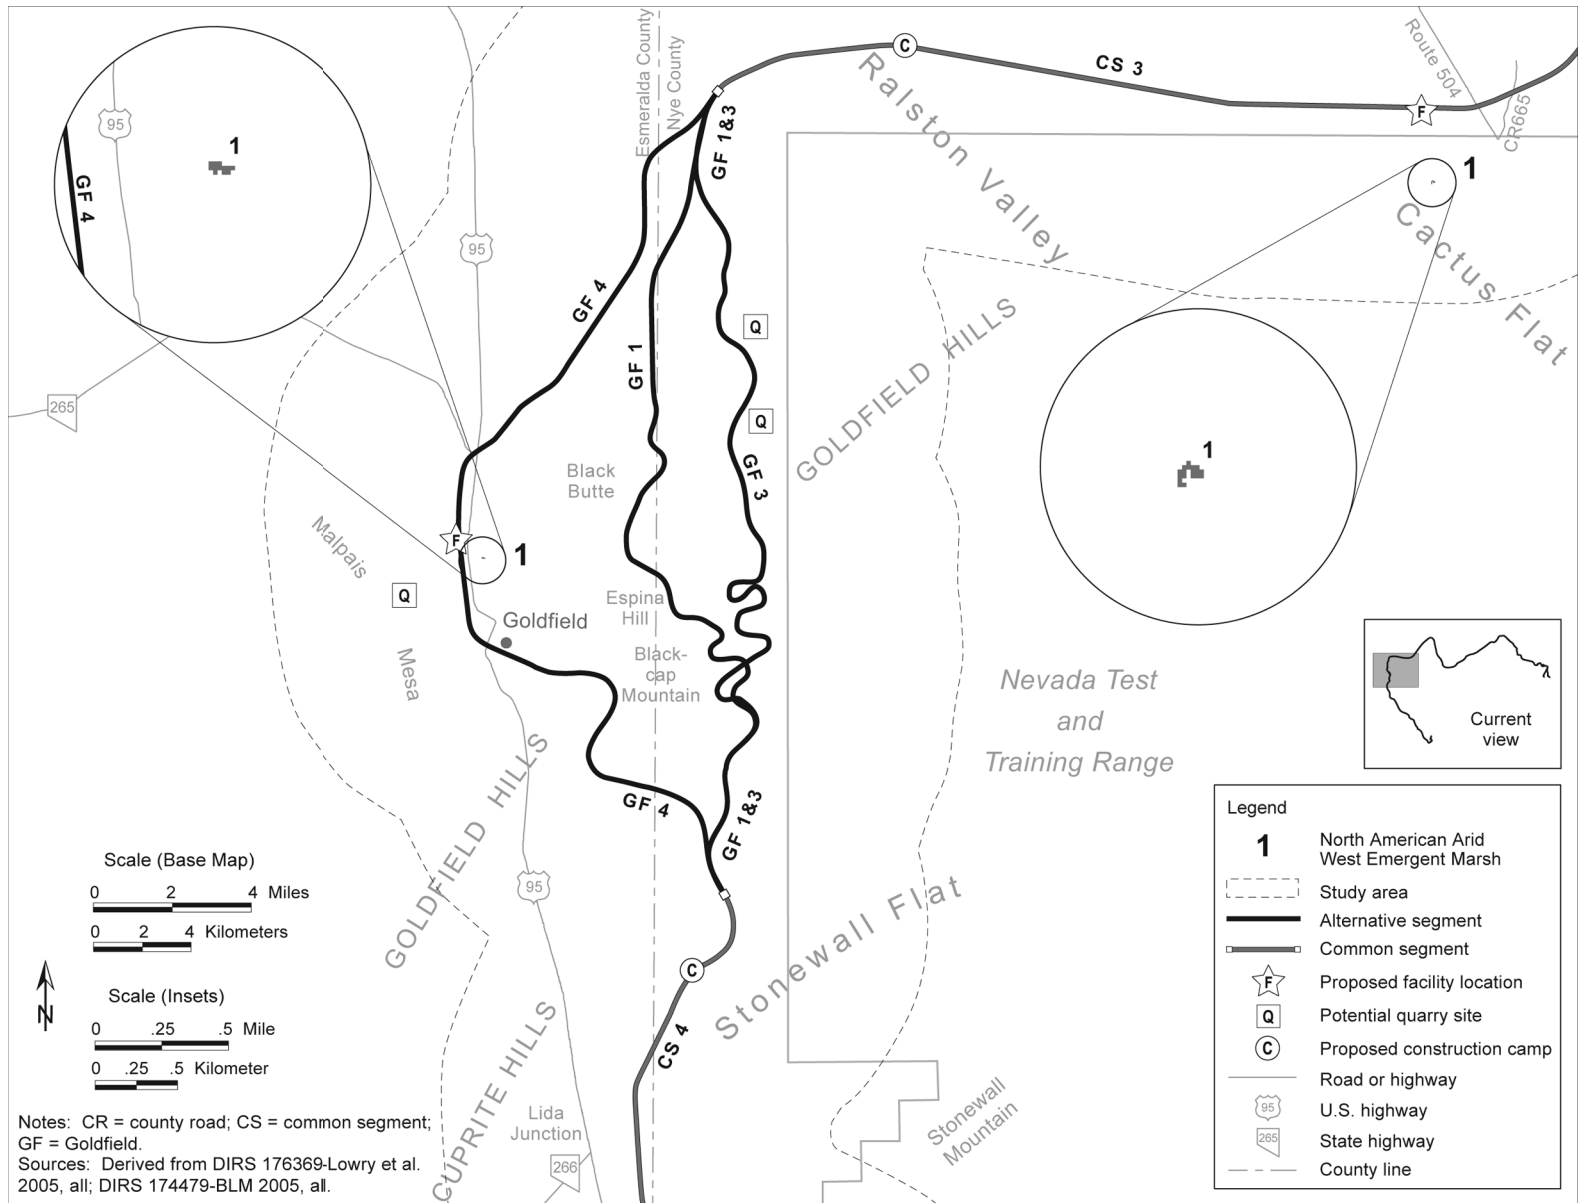 95
1
GF 4
Esmeralda County
Nye County
GF 1&3
C
CS 3
Route 504
CR665
F
Ralston Valley
1
Cactus Flat
95
265
GF 4
GF 1
Q
Q
GF 3
GOLDFIELD HILLS
1
Black
Butte
Malpais
Mesa
F
1
Q
Goldfield
Espina
Hill
Black-
cap
Mountain
Nevada Test
and
Training Range
Current
view
GOLDFIELD HILLS
GF 4
GF 1&3
95
Stonewall Flat
C
CS 4
CUPRITE HILLS
Lida
Junction
266
Stonewall
Mountain
Scale (Base Map)
0 2 4 Miles
0 2 4 Kilometers
N
Scale (Insets)
0 .25 .5 Mile
0 .25 .5 Kilometer
Notes: CR = county road; CS = common segment;
GF = Goldfield.
Sources: Derived from DIRS 176369-Lowry et al.
2005, all; DIRS 174479-BLM 2005, all.
Legend
1 North American Arid
West Emergent Marsh
Study area
Alternative segment
Common segment
F Proposed facility location
Q Potential quarry site
C Proposed construction camp
Road or highway
95 U.S. highway
265 State highway
County line